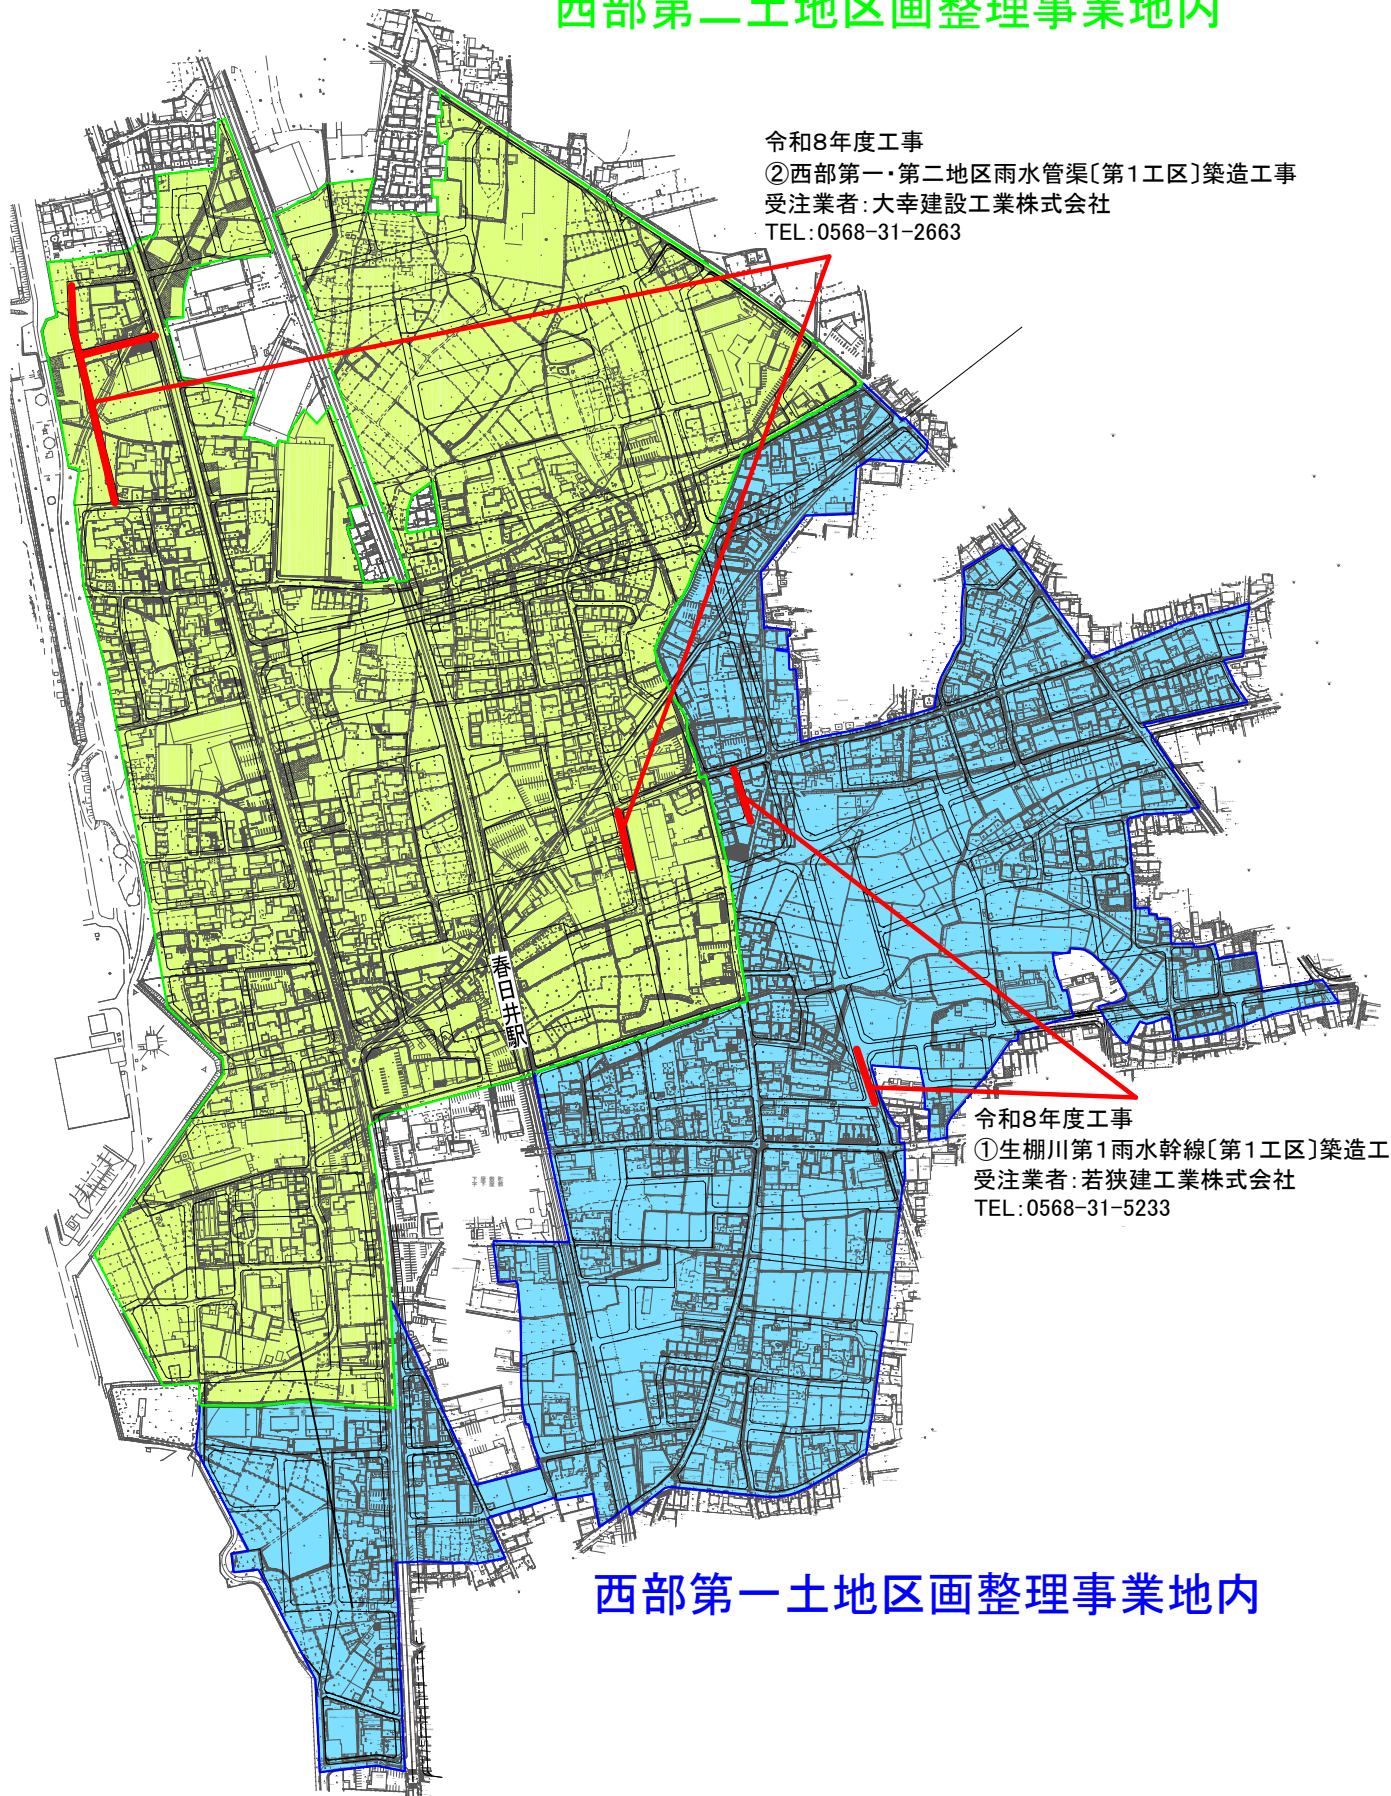 西部第二土地区画整理事業地内
令和8年度工事
②西部第一・第二地区雨水管渠〔第1工区〕築造工事
受注業者：大幸建設工業株式会社
TEL：0568-31-2663
春日井駅
令和8年度工事
①生棚川第1雨水幹線〔第1工区〕築造工
受注業者：若狭建工業株式会社
TEL：0568-31-5233
西部第一土地区画整理事業地内